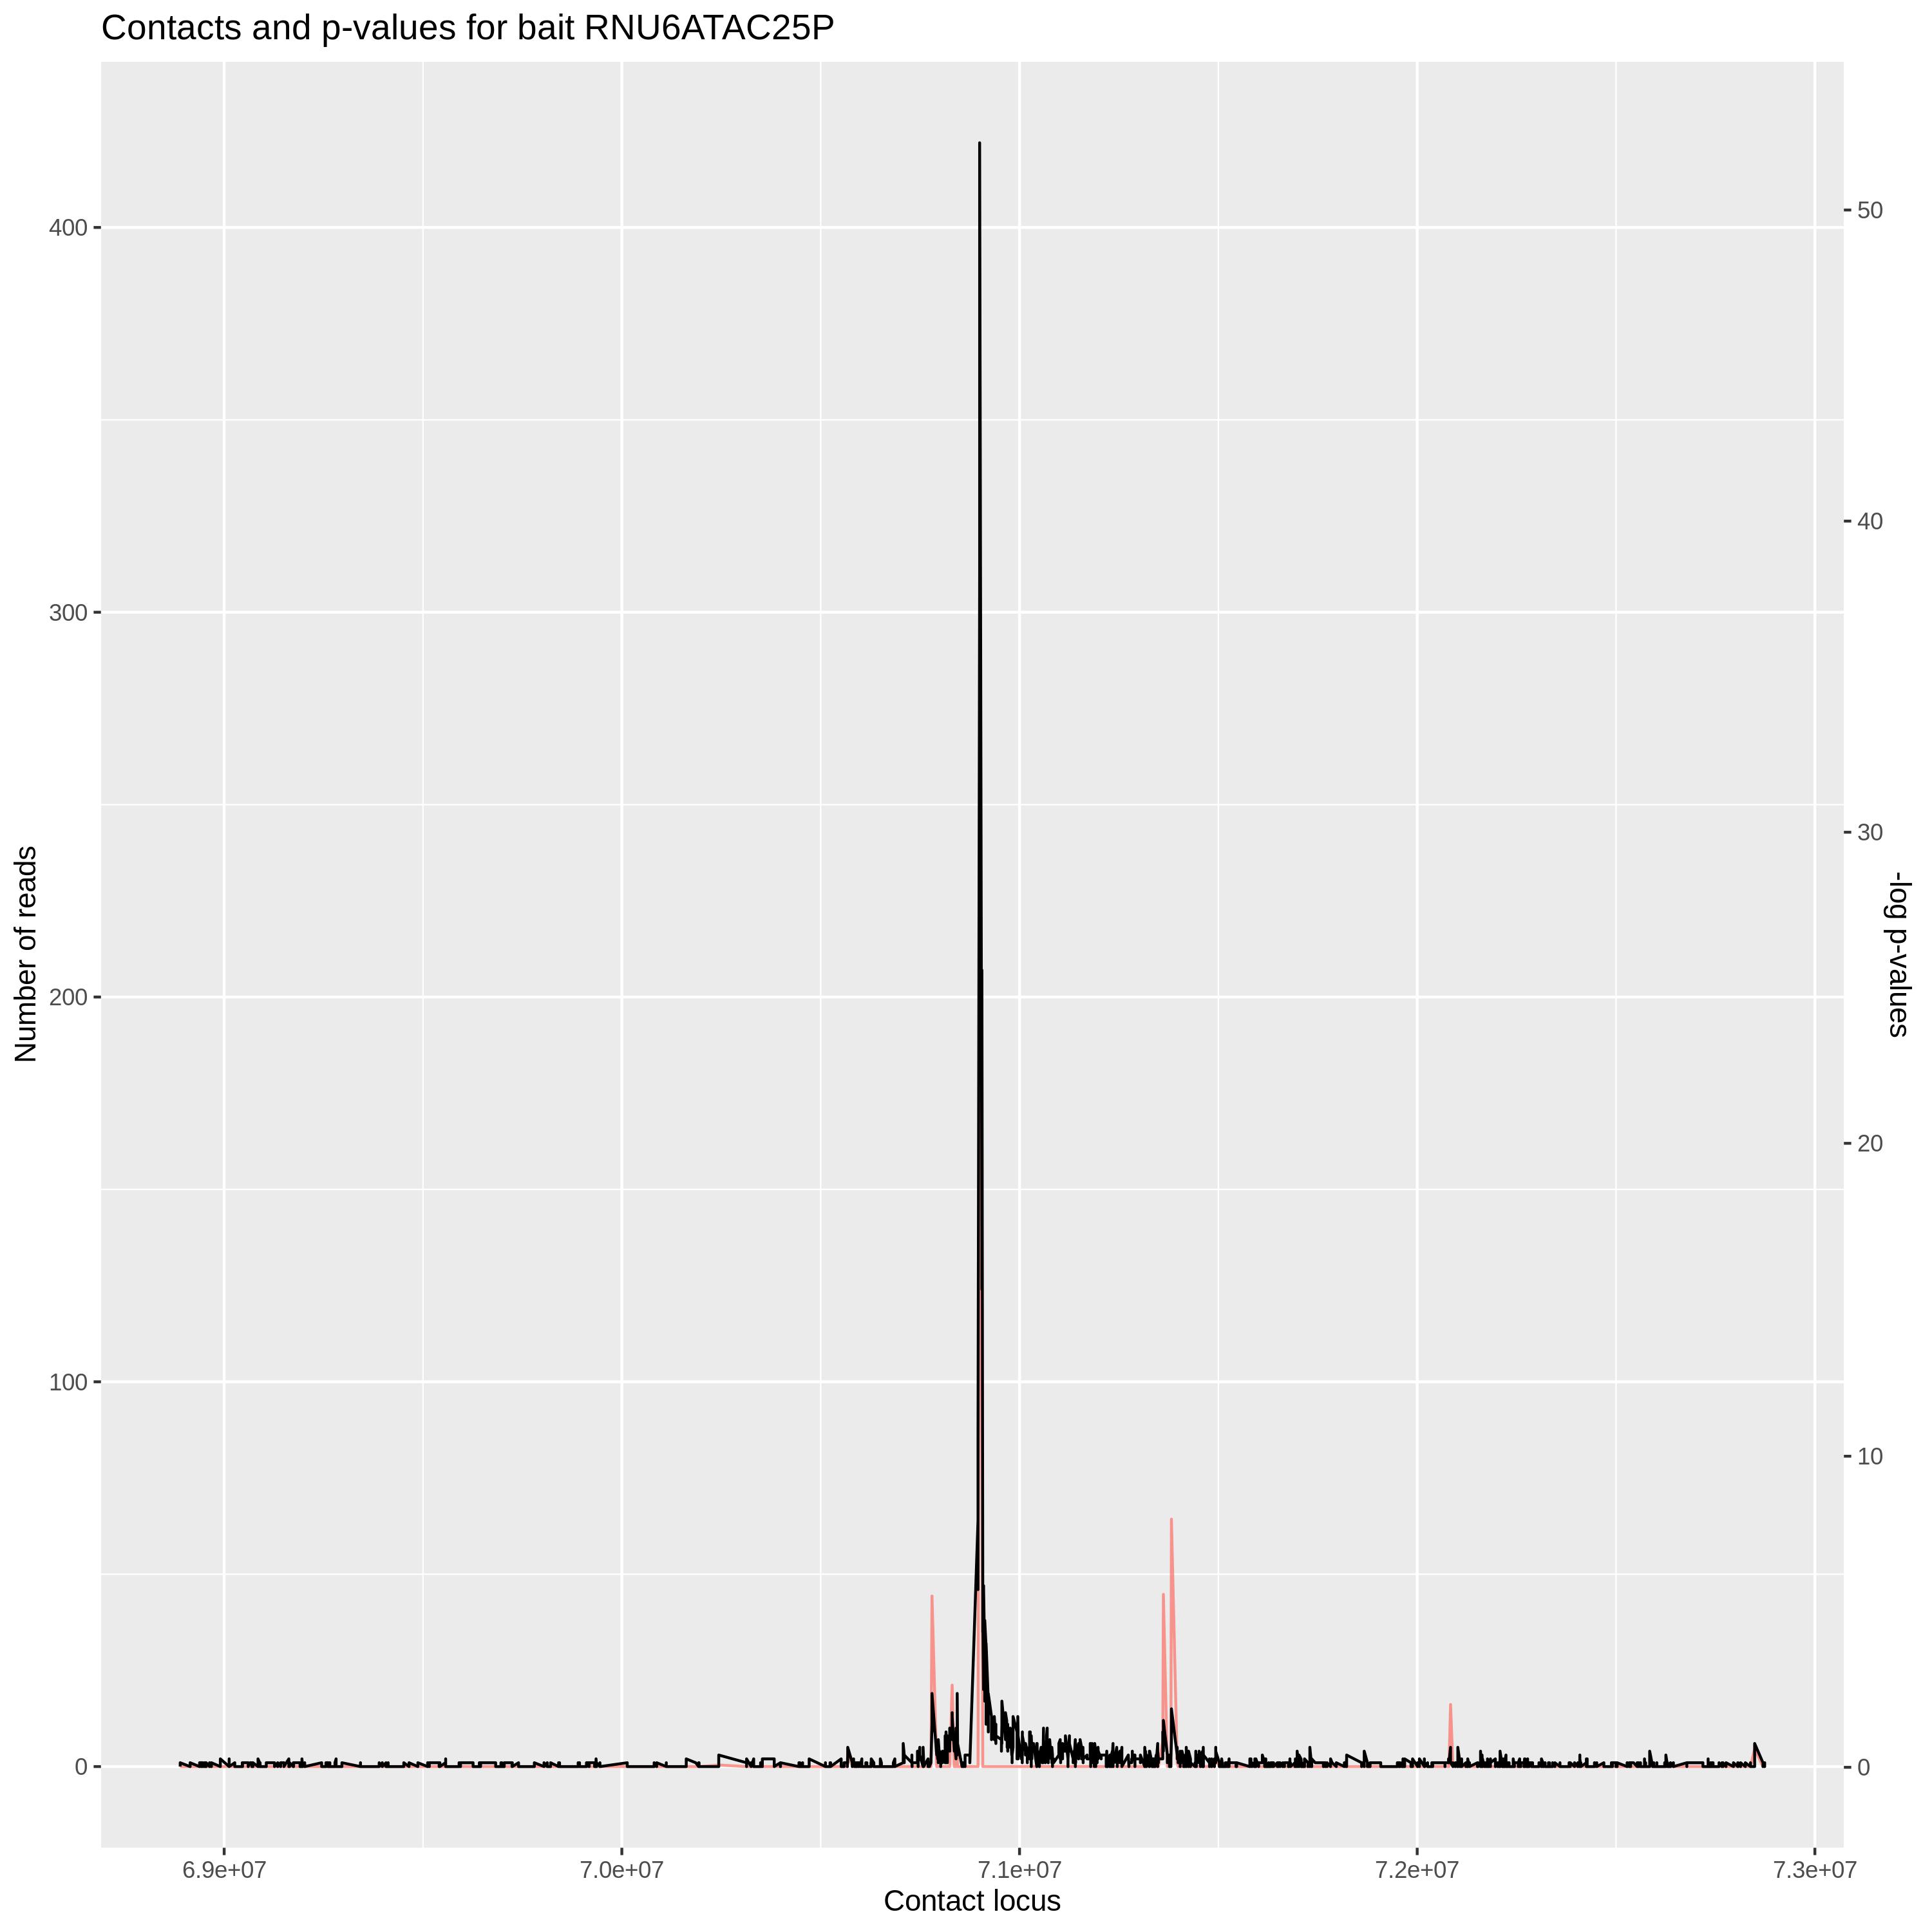 Contacts and p-values for bait RNU6ATAC25P
400
300
200
100
0
Number of reads
50
40
30
20
10
0
-log p-values
6.9e+07
7.0e+07
7.1e+07
7.2e+07
7.3e+07
Contact locus